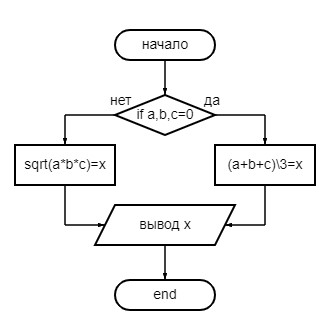 начало
нет
да
if a,b,c=0
sqrt(a*b*c)=x
(a+b+c)\3=x
вывод x
end